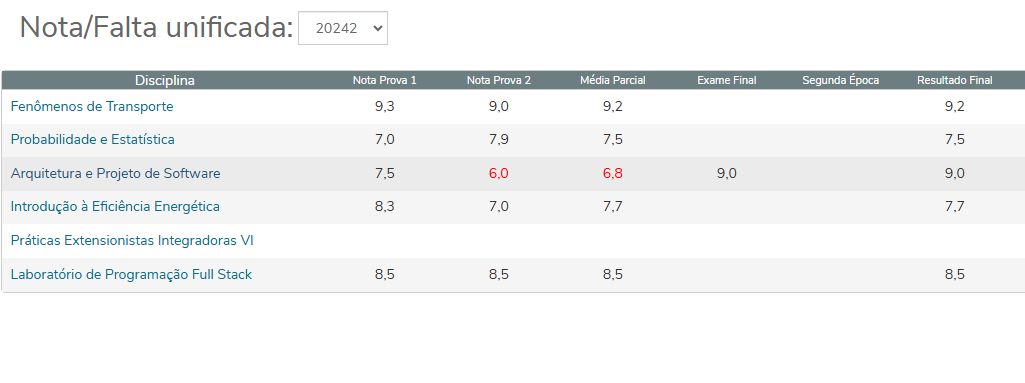 Nota/Falta unificada: 20242
Disciplina Nota Prova 1 Nota Prova 2 Média Parcial Exame Final Segunda Época Resultado Final
Fenômenos de Transporte 9,3 9,0 9,2 9,2
Probabilidade e Estatística 7,0 7,9 7,5 7,5
Arquitetura e Projeto de Software 7,5 6,0 6,8 9,0 9,0
Introdução à Eficiência Energética 8,3 7,0 7,7 7,7
Práticas Extensionistas Integradoras VI
Laboratório de Programação Full Stack 8,5 8,5 8,5 8,5